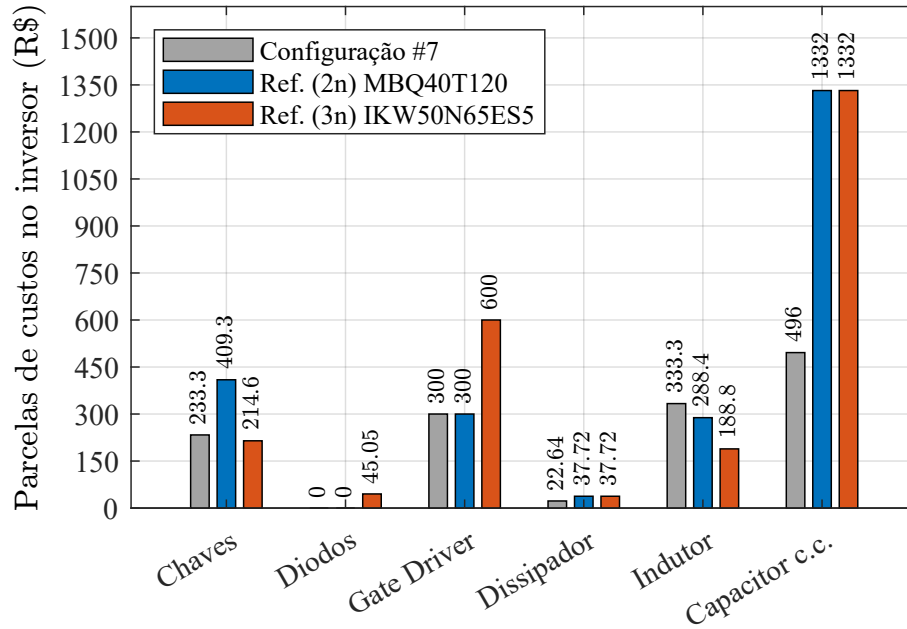 Parcelas de custos no inversor (R$)
1500
1350
1200
1050
900
750
600
450
300
150
0
Configuração #7
Ref. (2n) MBQ40T120
Ref. (3n) IKW50N65ES5
233.3
409.3
214.6
0
0
45.05
300
300
600
22.64
37.72
37.72
333.3
288.4
188.8
496
1332
1332
Chaves
Diodos
Gate Driver
Dissipador
Indutor
Capacitor c.c.